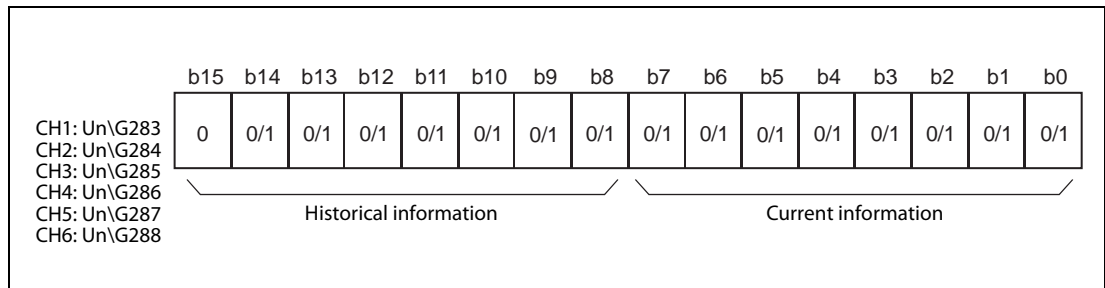 b15 b14 b13 b12 b11 b10 b9 b8 b7 b6 b5 b4 b3 b2 b1 b0
0 0/1 0/1 0/1 0/1 0/1 0/1 0/1 0/1 0/1 0/1 0/1 0/1 0/1 0/1 0/1
CH1: Un\G283
CH2: Un\G284
CH3: Un\G285
CH4: Un\G286
CH5: Un\G287
CH6: Un\G288
Historical information
Current information